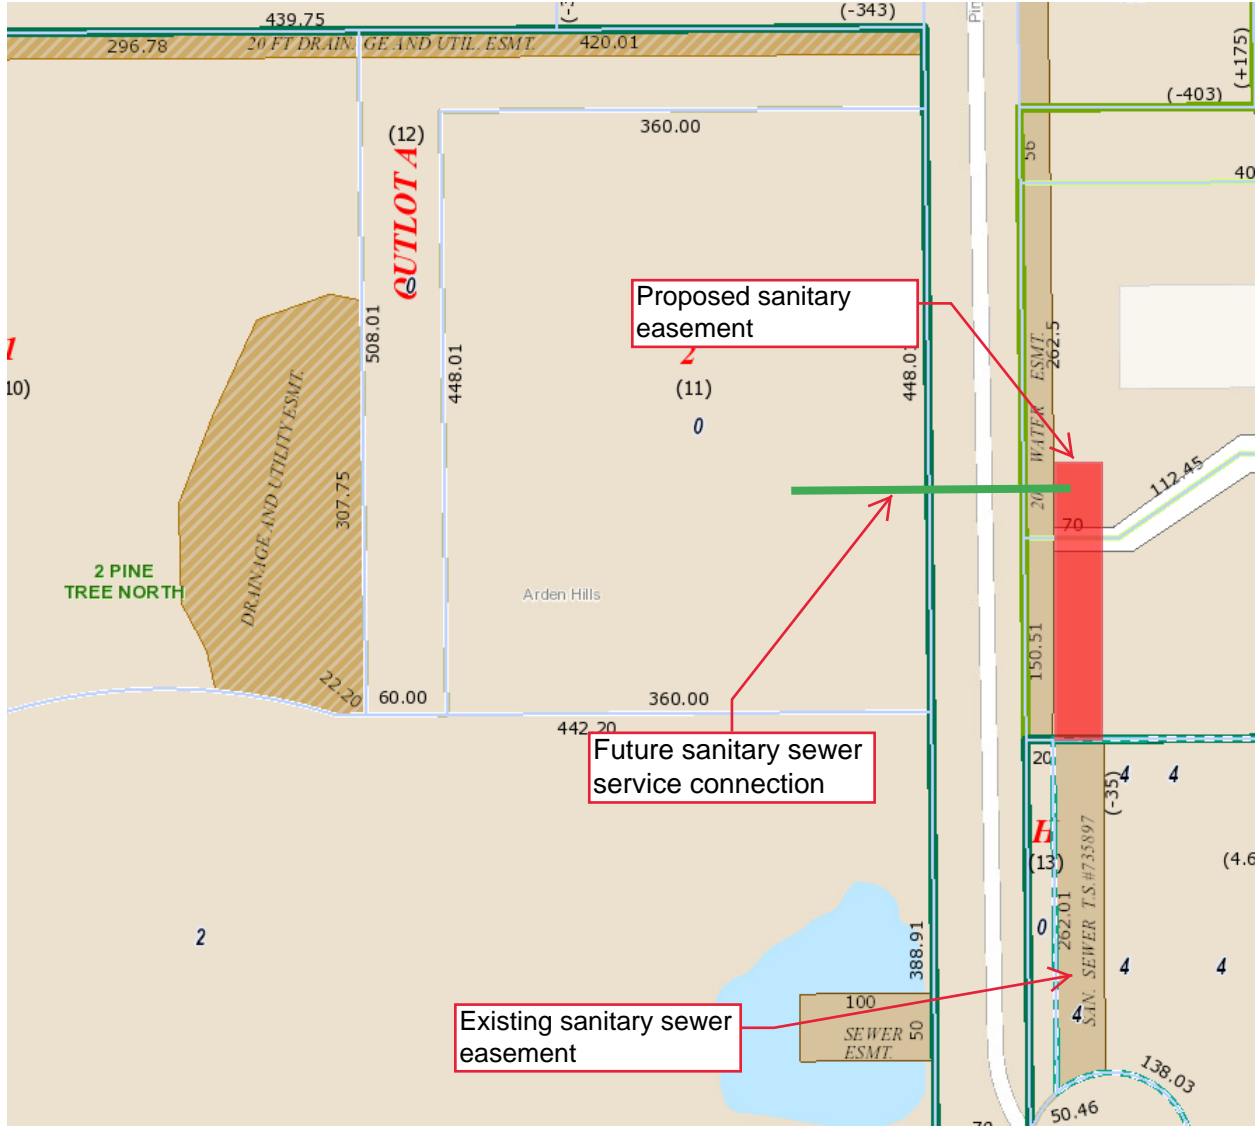 439.75
(-343)
296.78
20 FT DRAINAGE AND UTIL. ESMT.
420.01
(+175)
(-403)
(12)
360.00
56
40
OUTLOT A
0
Proposed sanitary
easement
508.01
448.01
2
(11)
448.01
0
262.5
20 WATER ESMT.
1
10)
DRAINAGE AND UTILITY ESMT.
307.75
112.45
70
2 PINE
TREE NORTH
Arden Hills
150.51
22.20
60.00
360.00
442.20
Future sanitary sewer
service connection
20
(-35)
4
4
H
(13)
(4.6
SAN. SEWER T.S.#735897
262.01
0
2
388.91
4
4
100
SEWER
ESMT.
50
4
Existing sanitary sewer
easement
138.03
50.46
70